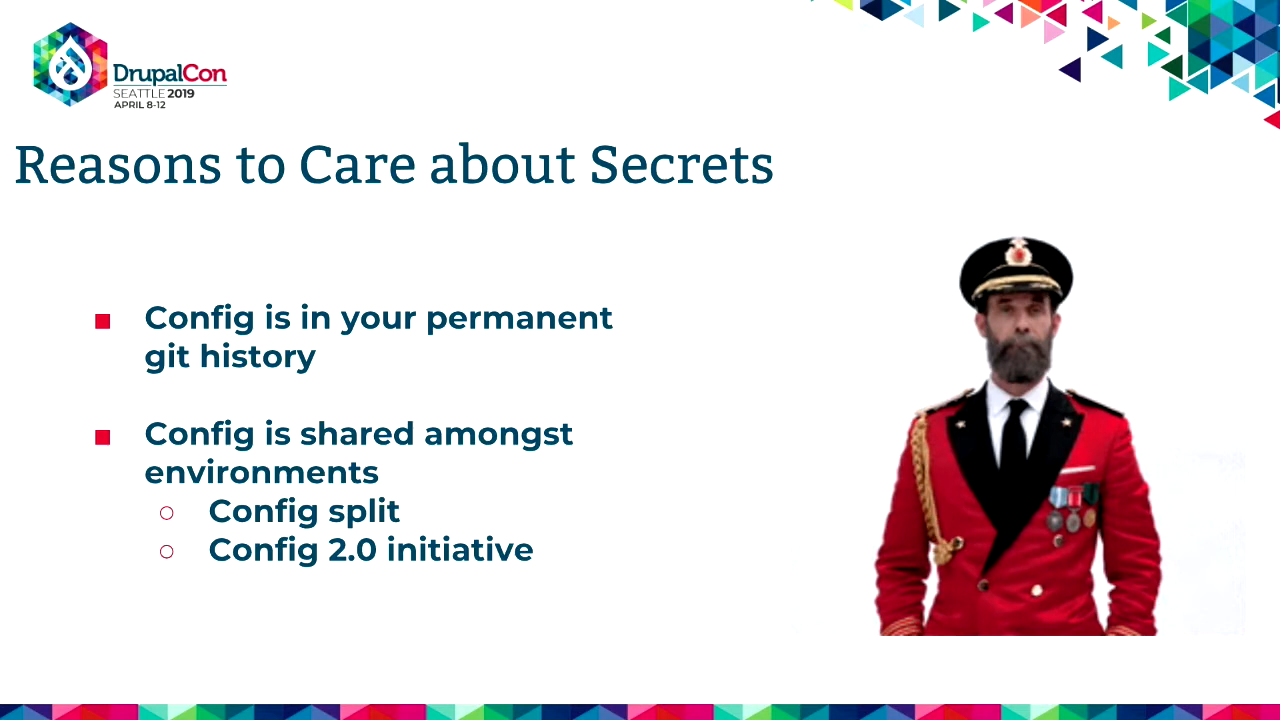 DrupalCon
SEATTLE 2019
APRIL 8-12
Reasons to Care about Secrets
Config is in your permanent
git history
Config is shared amongst
environments
Config split
Config 2.0 initiative